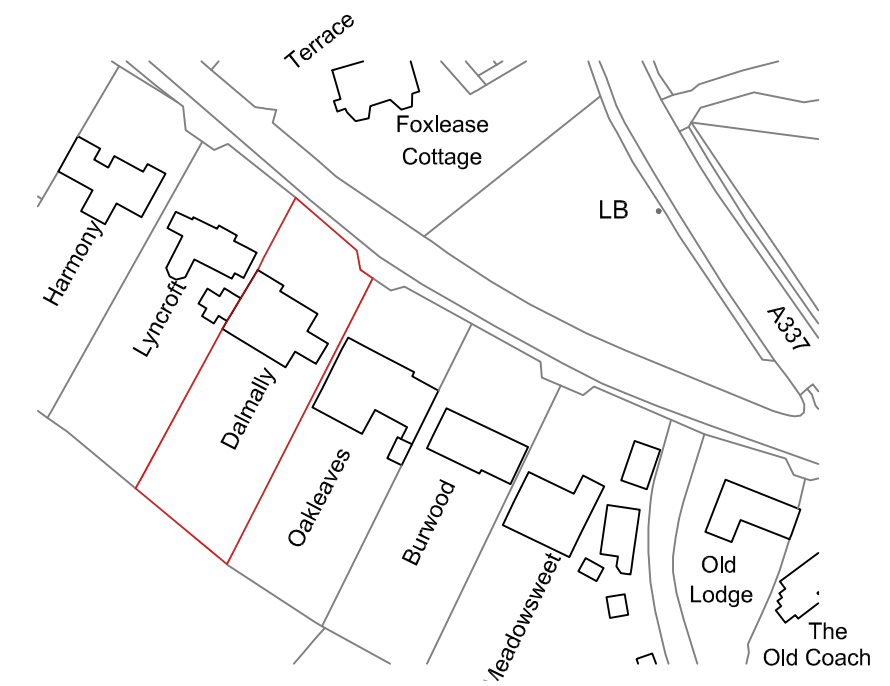 Terrace
Foxlease
Cottage
LB
A337
Harmony
Lyncroft
Dalmally
Oakleaves
Burwood
Meadowsweet
Old
Lodge
The
Old Coach